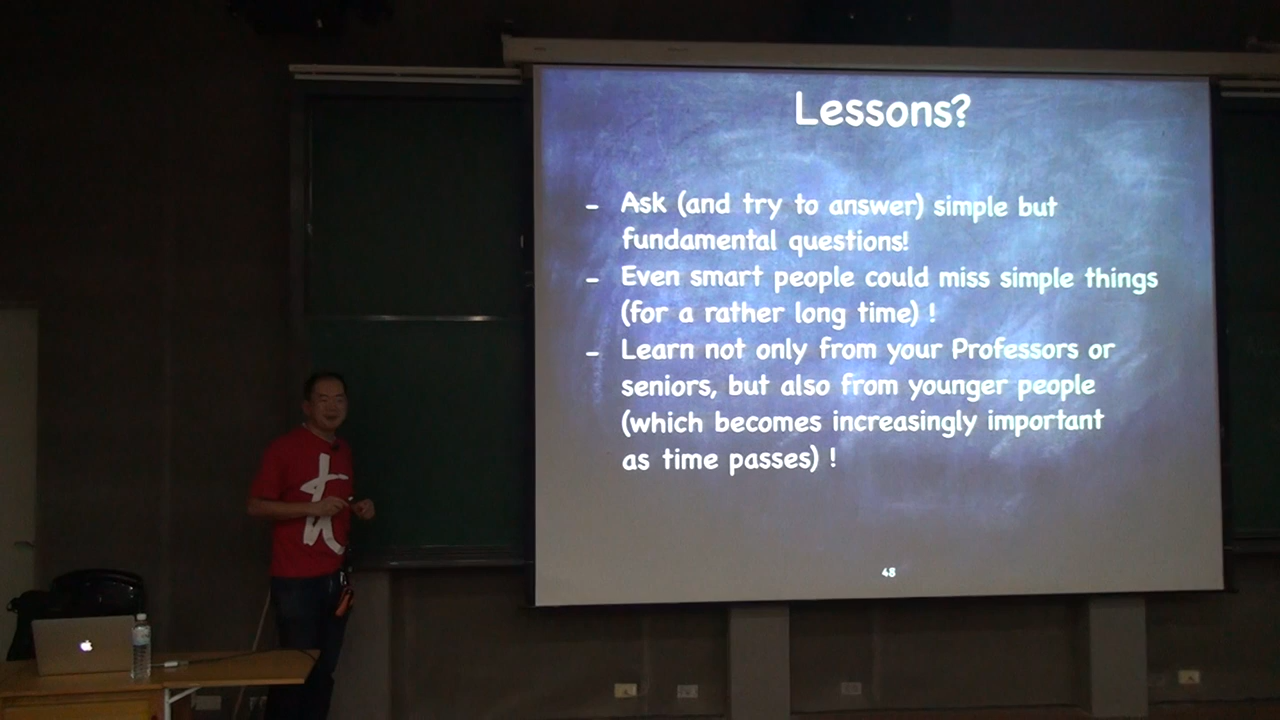 Lessons?
- Ask (and try to answer) simple but
fundamental questions!
- Even smart people could miss simple things
(for a rather long time) !
- Learn not only from your Professors or
seniors, but also from younger people
(which becomes increasingly important
as time passes) !
48